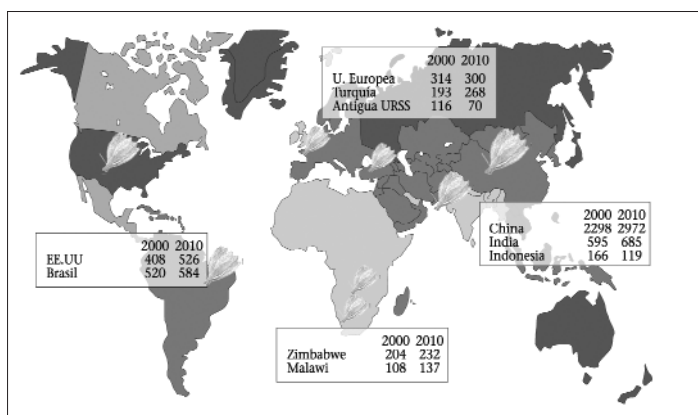 2000 2010
U. Europea 314 300
Turquía 193 268
Antigua URSS 116 70
2000 2010
China 2298 2972
India 595 685
Indonesia 166 119
2000 2010
EE.UU 408 526
Brasil 520 584
2000 2010
Zimbabwe 204 232
Malawi 108 137